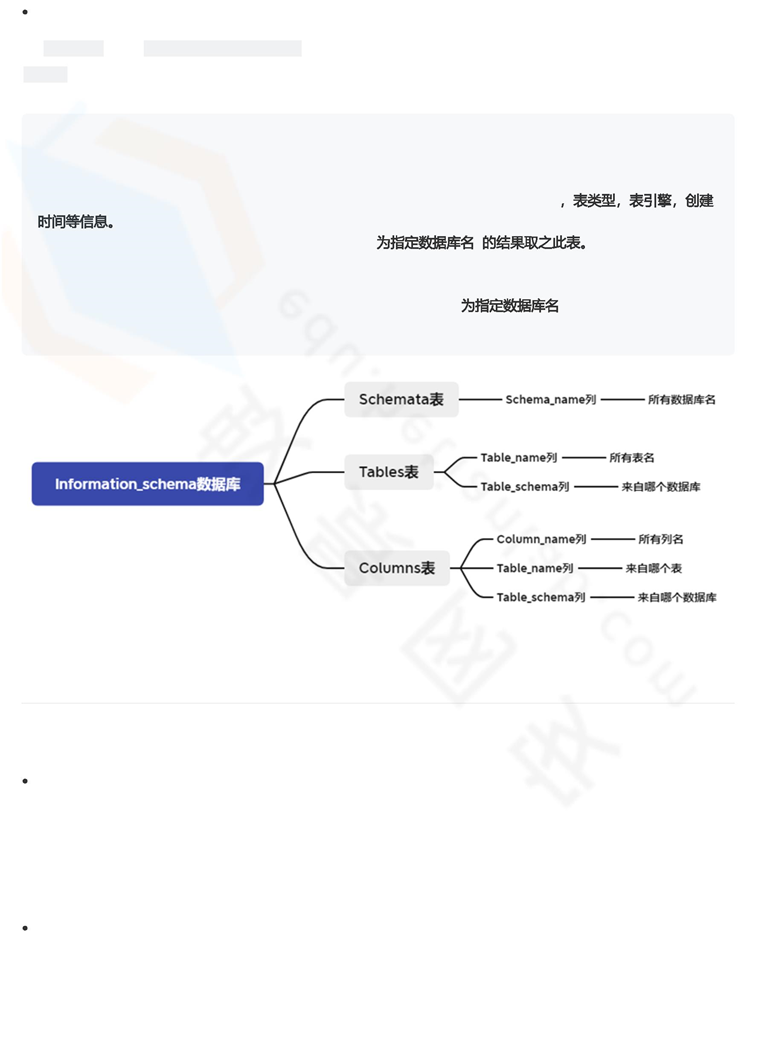 ，表类型，表引擎，创建
时间等信息。
为指定数据库名 的结果取之此表。
为指定数据库名
Schemata表 Schema_name列 所有数据库名
Table_name列 所有表名
Information_schema数据库 Tables表
Table_schema列 来自哪个数据库
Column_name列 所有列名
Columns表 Table_name列 来自哪个表
Table_schema列 来自哪个数据库